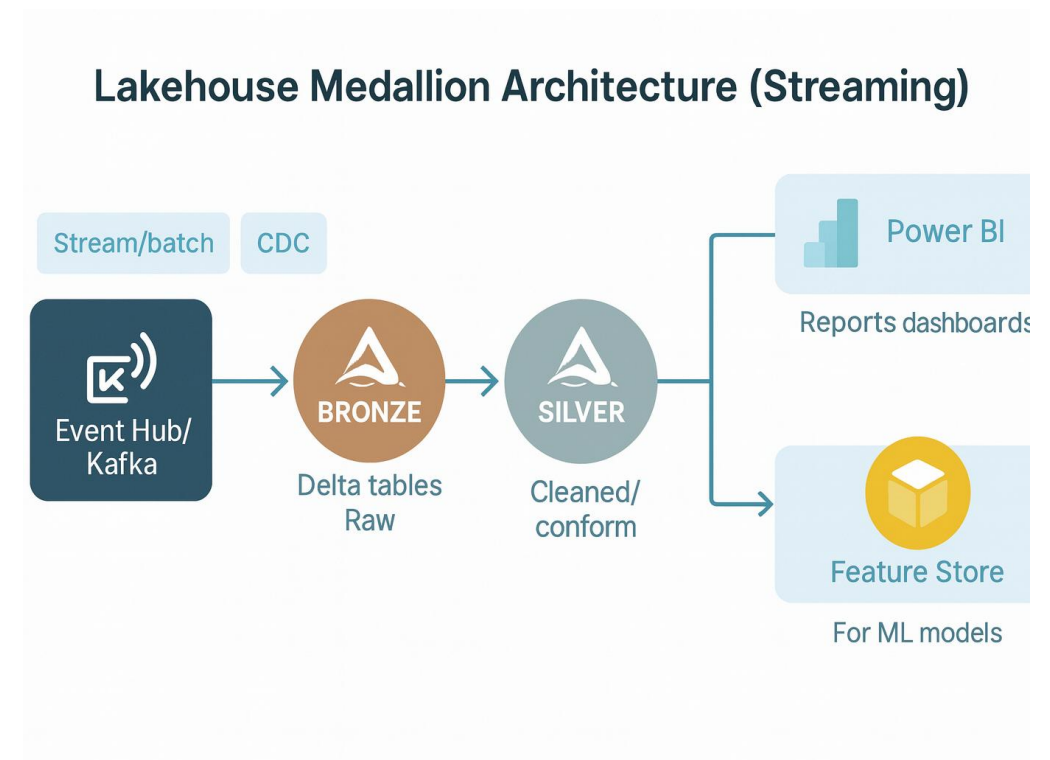 Lakehouse Medallion Architecture (Streaming)
Stream/batch
CDC
Event Hub/
Kafka
BRONZE
Delta tables
Raw
SILVER
Cleaned/
conform
Power BI
Reports dashboards
Feature Store
For ML models